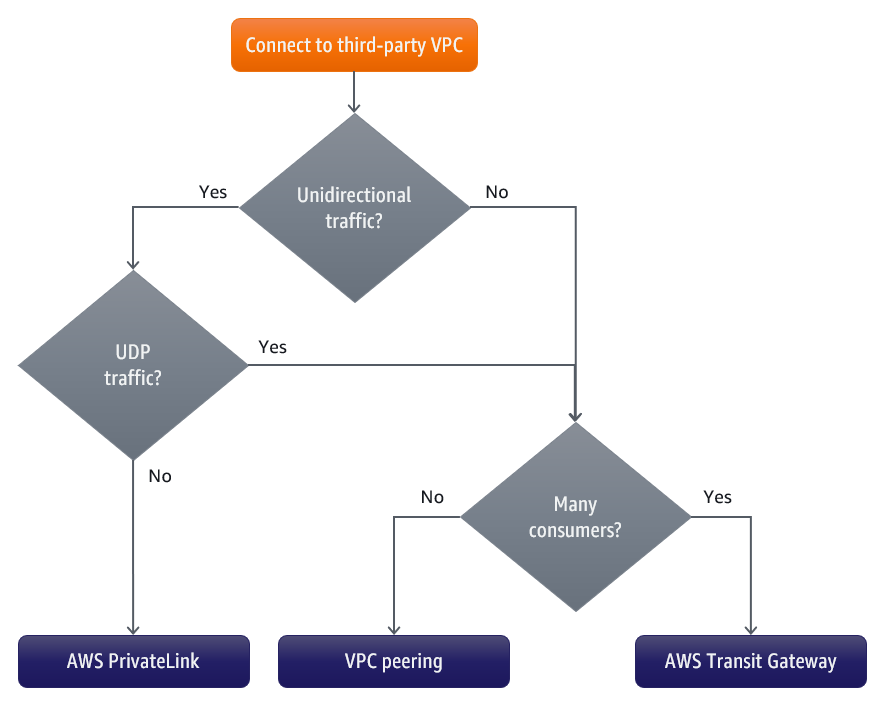 Connect to third-party VPC
Yes
Unidirectional
traffic?
No
UDP
traffic?
Yes
No
No
Many
consumers?
Yes
AWS PrivateLink
VPC peering
AWS Transit Gateway